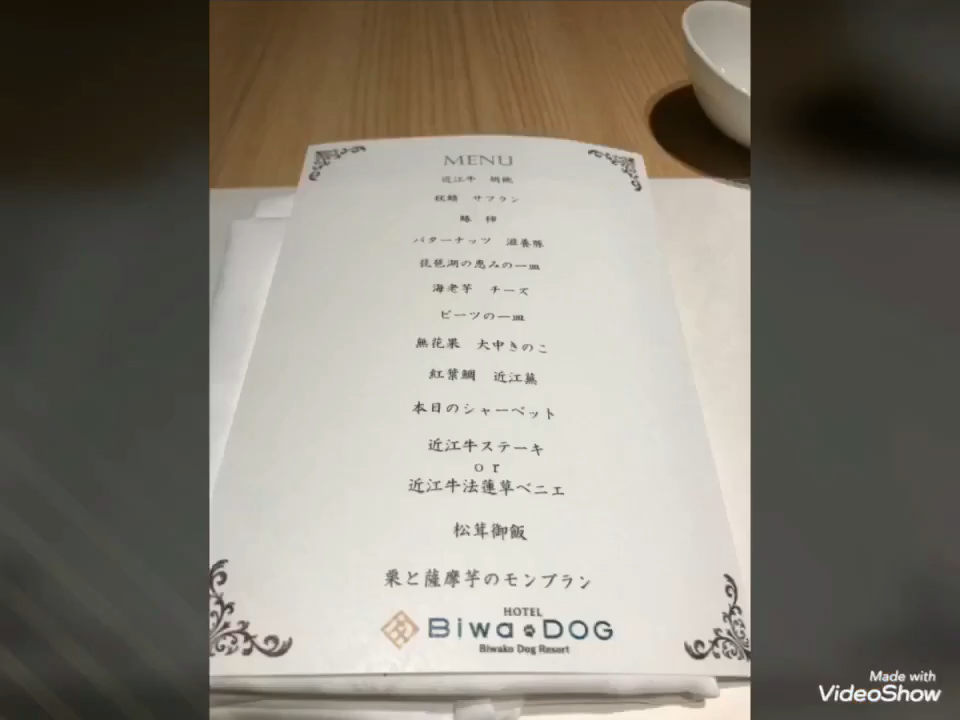 MENU
近江牛 胡桃
秋鯖 サフラン
バターナッツ 滋養豚
琵琶湖の恵みの一皿
海老芋 チーズ
ビーツの一皿
無花果 大中きのこ
紅葉鯛 近江蕪
本日のシャーベット
近江牛ステーキ
or
近江牛法蓮草ベニエ
松茸御飯
栗と薩摩芋のモンブラン
HOTEL
Biwa DOG
Biwako Dog Resort
Made with
VideoShow